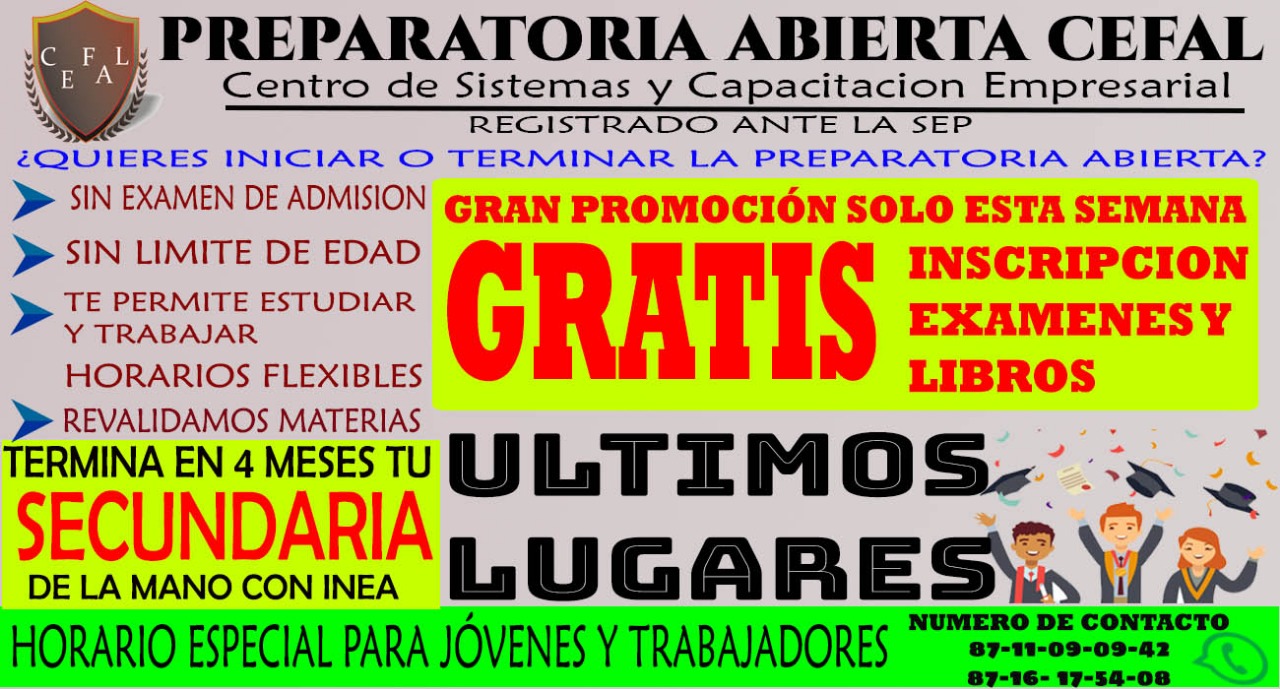 CEFAL
PREPARATORIA ABIERTA CEFAL
Centro de Sistemas y Capacitacion Empresarial
REGISTRADO ANTE LA SEP
¿QUIERES INICIAR O TERMINAR LA PREPARATORIA ABIERTA?
SIN EXAMEN DE ADMISION
SIN LIMITE DE EDAD
TE PERMITE ESTUDIAR
Y TRABAJAR
HORARIOS FLEXIBLES
REVALIDAMOS MATERIAS
GRAN PROMOCIÓN SOLO ESTA SEMANA
GRATIS
INSCRIPCION
EXAMENES Y
LIBROS
TERMINA EN 4 MESES TU
SECUNDARIA
DE LA MANO CON INEA
ULTIMOS
LUGARES
HORARIO ESPECIAL PARA JÓVENES Y TRABAJADORES
NUMERO DE CONTACTO
87-11-09-09-42
87-16- 17-54-08